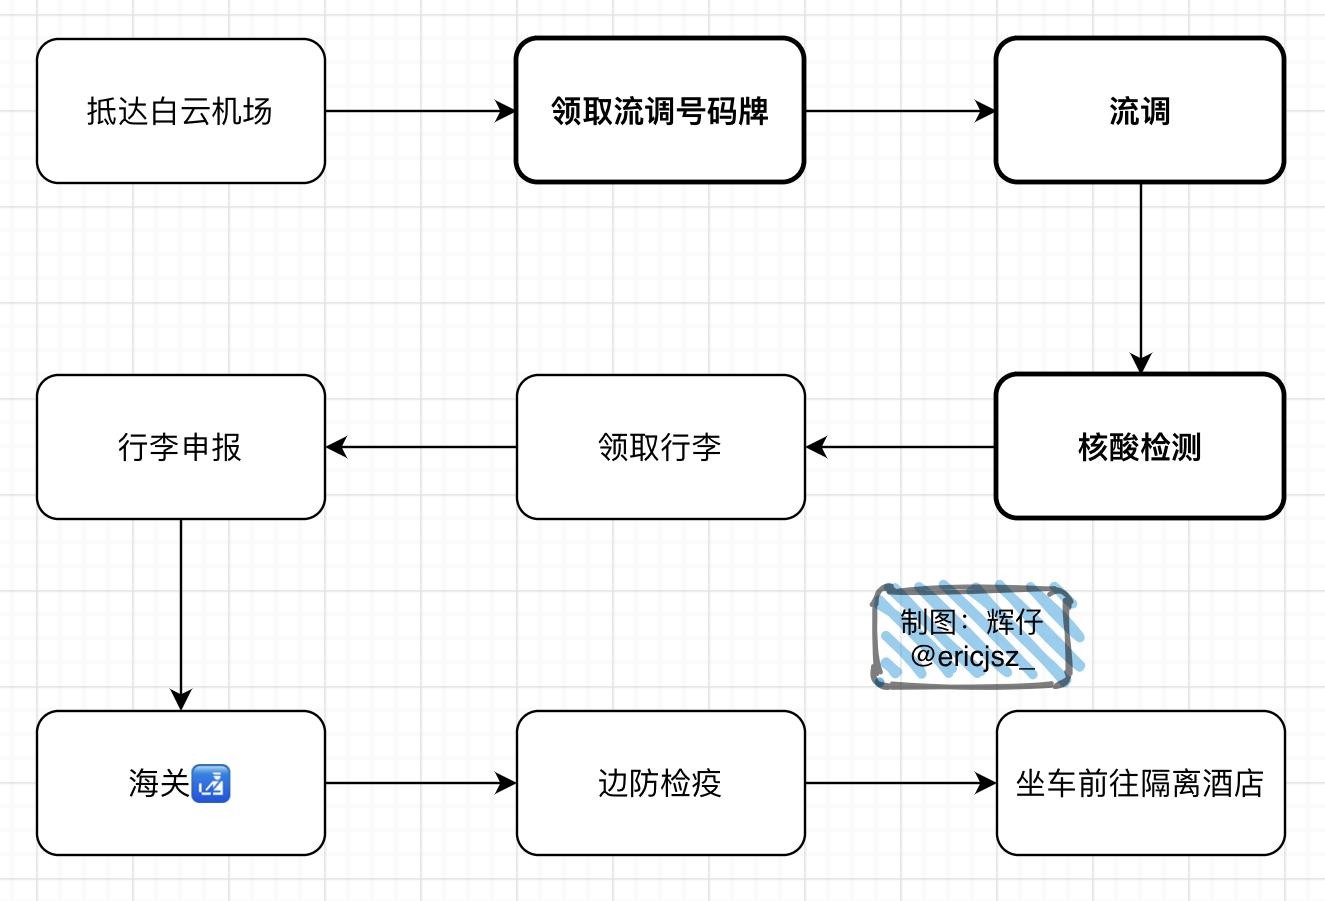 抵达白云机场
领取流调号码牌
流调
核酸检测
领取行李
行李申报
制图：辉仔
@ericjsz_
海关🛃
边防检疫
坐车前往隔离酒店